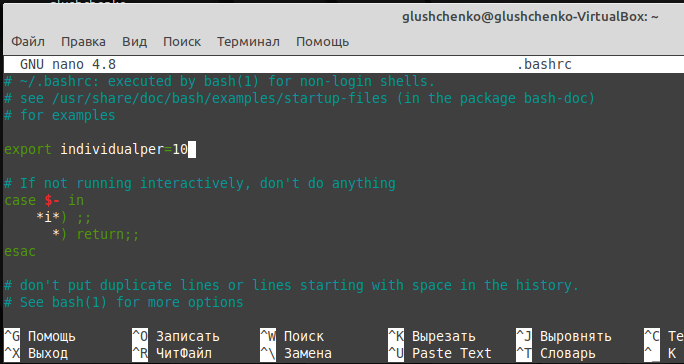 glushchenko@glushchenko-VirtualBox: ~
Файл Правка Вид Поиск Терминал Помощь
GNU nano 4.8 .bashrc
# ~/.bashrc: executed by bash(1) for non-login shells.
# see /usr/share/doc/bash/examples/startup-files (in the package bash-doc)
# for examples
export individualper=10
# If not running interactively, don't do anything
case $- in
*i*) ;;
*) return;;
esac
# don't put duplicate lines or lines starting with space in the history.
# See bash(1) for more options
^G Помощь ^O Записать ^W Поиск ^K Вырезать ^J Выровнять ^C Те
^X Выход ^R ЧитФайл ^\ Замена ^U Paste Text ^T Словарь ^_ К